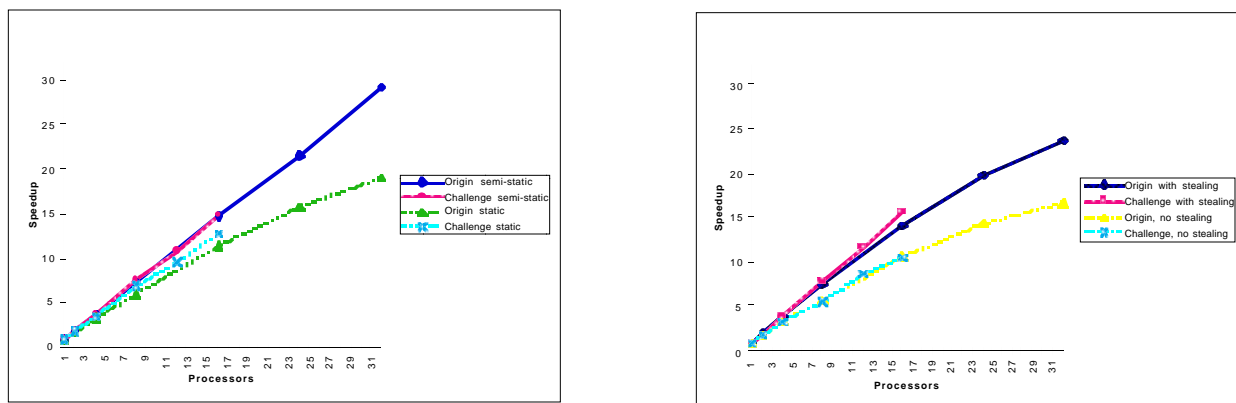 30
25
20
15
10
5
0
Speedup
1 3 5 7 9 11 13 15 17 19 21 23 25 27 29 31
Processors
Origin semi-static
Challenge semi-static
Origin static
Challenge static
30
25
20
15
10
5
0
Speedup
1 3 5 7 9 11 13 15 17 19 21 23 25 27 29 31
Processors
Origin with stealing
Challenge with stealing
Origin, no stealing
Challenge, no stealing